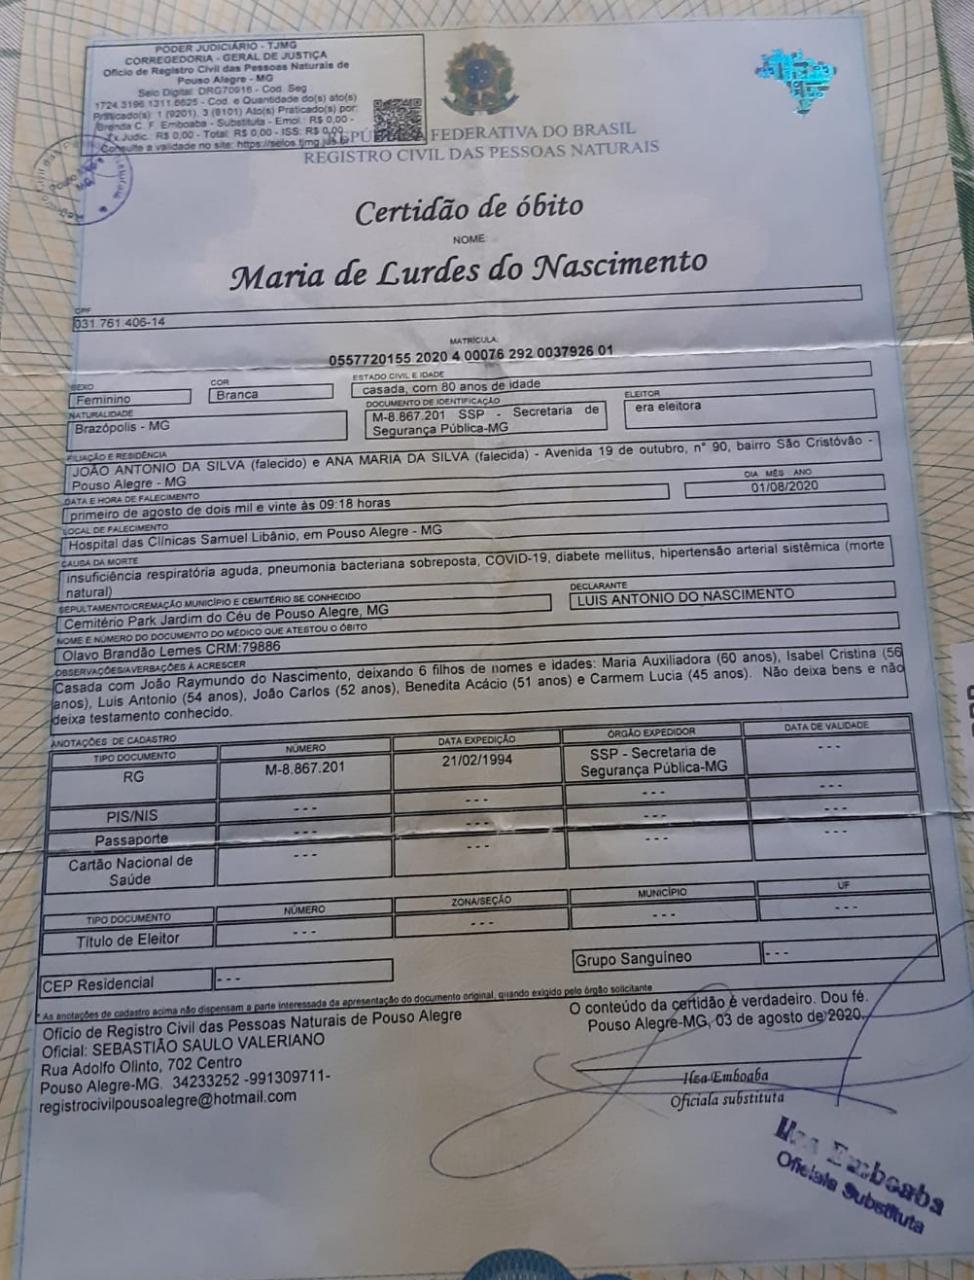 PODER JUDICIÁRIO - TJMG
CORREGEDORIA - GERAL DE JUSTIÇA
Ofício de Registro Civil das Pessoas Naturais de
Pouso Alegre - MG
Selo Digital: DRG70916 - Cod. Seg
1724.3196.1311.6625 - Cod. e Quantidade do(s) ato(s)
Praticado(s): 1 (9201), 3 (8101) Ato(s) Praticado(s) por:
Brenda C. F. Emboaba - Substituta - Emol.: R$ 0,00 -
Tx Judic. R$ 0,00 - Total: R$ 0,00 - ISS: R$ 0,00
Consulte a validade no site: https://selos.tjmg.jus.br
REPÚBLICA FEDERATIVA DO BRASIL
REGISTRO CIVIL DAS PESSOAS NATURAIS
Certidão de óbito
NOME
Maria de Lurdes do Nascimento
CPF
031.761.406-14
MATRÍCULA:
0557720155 2020 4 00076 292 0037926 01
SEXO
Feminino
COR
Branca
ESTADO CIVIL E IDADE
casada, com 80 anos de idade
NATURALIDADE
Brazópolis - MG
DOCUMENTO DE IDENTIFICAÇÃO
M-8.867.201 SSP - Secretaria de
Segurança Pública-MG
ELEITOR
era eleitora
FILIAÇÃO E RESIDÊNCIA
JOÃO ANTONIO DA SILVA (falecido) e ANA MARIA DA SILVA (falecida) - Avenida 19 de outubro, n° 90, bairro São Cristóvão -
Pouso Alegre - MG
DATA E HORA DE FALECIMENTO
primeiro de agosto de dois mil e vinte às 09:18 horas
DIA MÊS ANO
01/08/2020
LOCAL DE FALECIMENTO
Hospital das Clínicas Samuel Libânio, em Pouso Alegre - MG
CAUSA DA MORTE
insuficiência respiratória aguda, pneumonia bacteriana sobreposta, COVID-19, diabete mellitus, hipertensão arterial sistêmica (morte
natural)
SEPULTAMENTO/CREMAÇÃO MUNICÍPIO E CEMITÉRIO SE CONHECIDO
Cemitério Park Jardim do Céu de Pouso Alegre, MG
DECLARANTE
LUIS ANTONIO DO NASCIMENTO
NOME E NÚMERO DO DOCUMENTO DO MÉDICO QUE ATESTOU O ÓBITO
Olavo Brandão Lemes CRM:79886
OBSERVAÇÕES/AVERBAÇÕES À ACRESCER
Casada com João Raymundo do Nascimento, deixando 6 filhos de nomes e idades: Maria Auxiliadora (60 anos), Isabel Cristina (56
anos), Luis Antonio (54 anos), João Carlos (52 anos), Benedita Acácio (51 anos) e Carmem Lucia (45 anos). Não deixa bens e não
deixa testamento conhecido.
ANOTAÇÕES DE CADASTRO
TIPO DOCUMENTO NÚMERO DATA EXPEDIÇÃO ÓRGÃO EXPEDIDOR DATA DE VALIDADE
RG M-8.867.201 21/02/1994 SSP - Secretaria de Segurança Pública-MG - - -
PIS/NIS - - - - - - - - - - - -
Passaporte - - - - - - - - - - - -
Cartão Nacional de
Saúde - - - - - - - - - - - -
TIPO DOCUMENTO NÚMERO ZONA/SEÇÃO MUNICÍPIO UF
Título de Eleitor - - - - - - - - - - - -
CEP Residencial - - -
Grupo Sanguíneo - - -
* As anotações de cadastro acima não dispensam a parte interessada da apresentação do documento original, quando exigido pelo órgão solicitante
Ofício de Registro Civil das Pessoas Naturais de Pouso Alegre
Oficial: SEBASTIÃO SAULO VALERIANO
Rua Adolfo Olinto, 702 Centro
Pouso Alegre-MG. 34233252 -991309711-
registrocivilpousoalegre@hotmail.com
O conteúdo da certidão é verdadeiro. Dou fé.
Pouso Alegre-MG, 03 de agosto de 2020.
Ilza Emboaba
Oficiala substituta
Ilza Emboaba
Oficiala Substituta